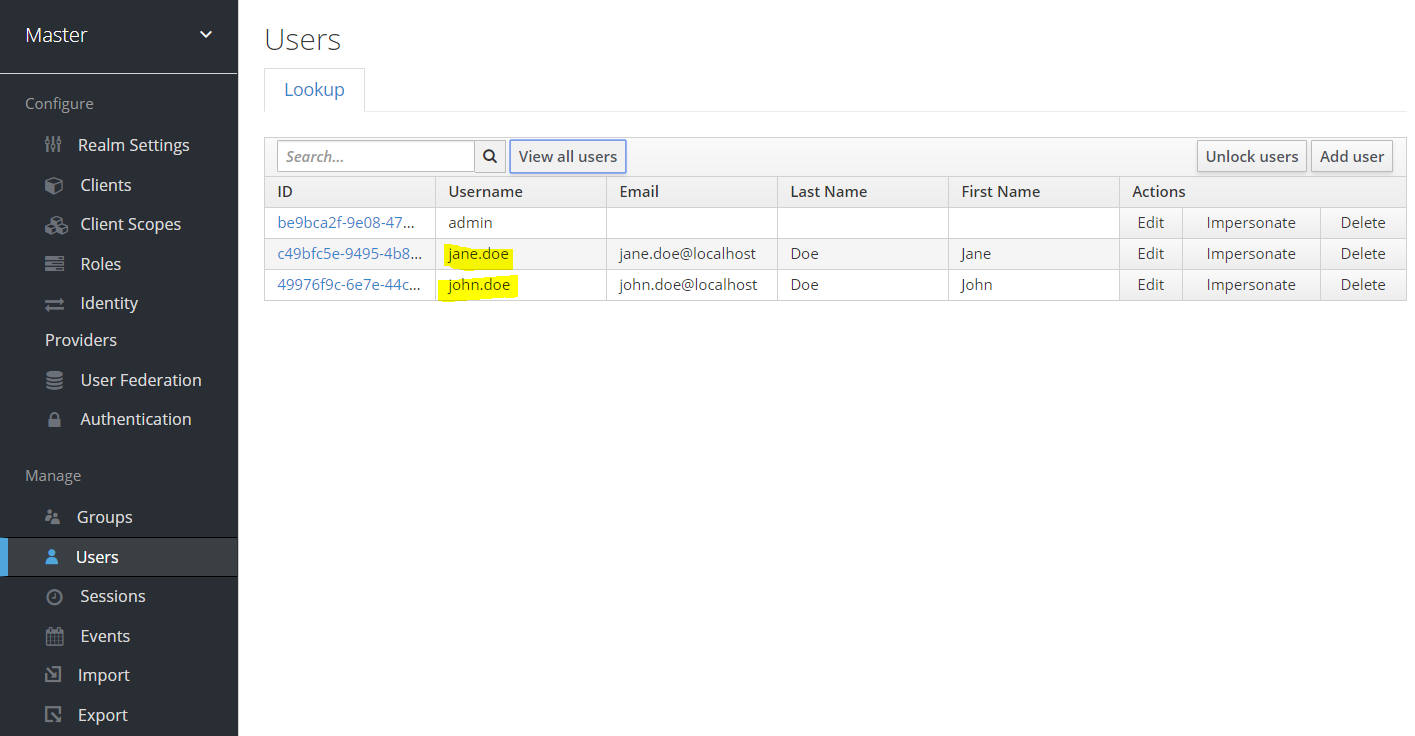 Master
Configure
Realm Settings
Clients
Client Scopes
Roles
Identity
Providers
User Federation
Authentication
Manage
Groups
Users
Sessions
Events
Import
Export
Users
Lookup
Search... View all users Unlock users Add user
ID Username Email Last Name First Name Actions
be9bca2f-9e08-47... admin Edit Impersonate Delete
c49bfc5e-9495-4b8... jane.doe jane.doe@localhost Doe Jane Edit Impersonate Delete
49976f9c-6e7e-44c... john.doe john.doe@localhost Doe John Edit Impersonate Delete